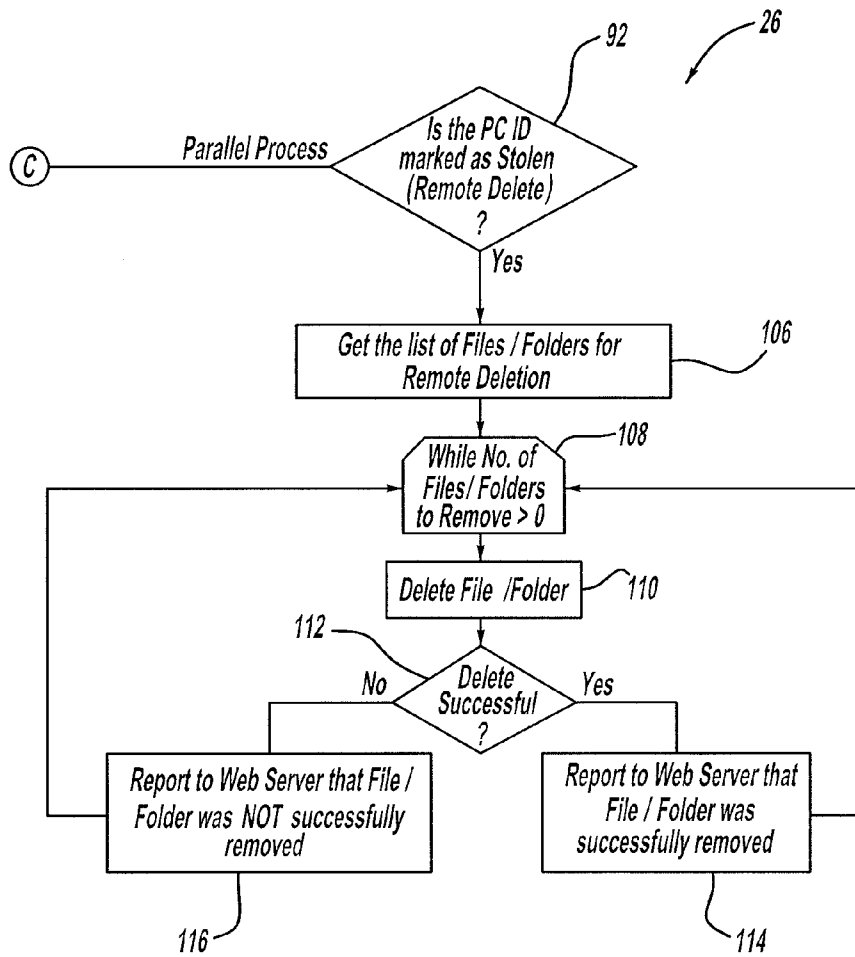 92
26
C
Parallel Process
Is the PC ID
marked as Stolen
(Remote Delete)
?
Yes
Get the list of Files / Folders for
Remote Deletion
106
108
While No. of
Files/ Folders
to Remove > 0
Delete File /Folder
110
112
No
Delete
Successful
?
Yes
Report to Web Server that File /
Folder was NOT successfully
removed
Report to Web Server that
File / Folder was
successfully removed
116
114